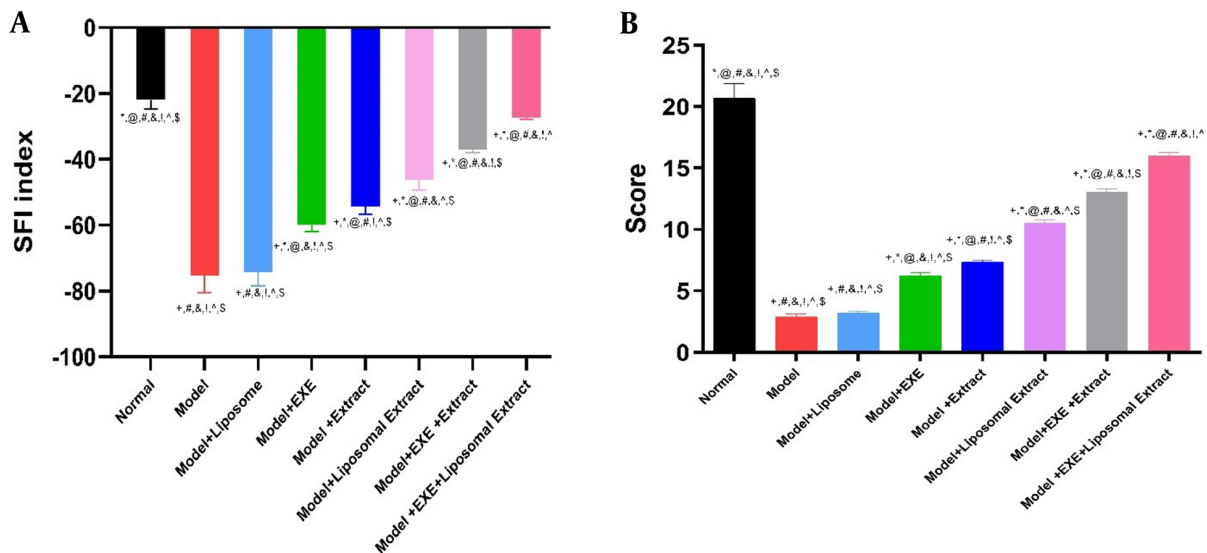 A
SFI index
0
-20
-40
-60
-80
-100
*,@,#,&,!,^,$
+,#,&,!,^,S
+,#,&,!,^,S
+,*,@,&,!,^,S
+,*,@,#,!,^,$
+,*,@,#,&,^,S
+,*,@,#,&,!,$
+,*,@,#,&,!,^
Normal
Model
Model+Liposome
Model+EXE
Model +Extract
Model+Liposomal Extract
Model+EXE +Extract
Model +EXE+Liposomal Extract
B
Score
25
20
15
10
5
0
*,@,#,&,!,^,S
+,#,&,!,^,$
+,#,&,!,^,S
+,*,@,&,!,^,S
+,*,@,#,!,^,$
+,*,@,#,&,^,S
+,*,@,#,&,!,S
+,*,@,#,&,!,^
Normal
Model
Model+Liposome
Model+EXE
Model +Extract
Model+Liposomal Extract
Model+EXE +Extract
Model +EXE+Liposomal Extract